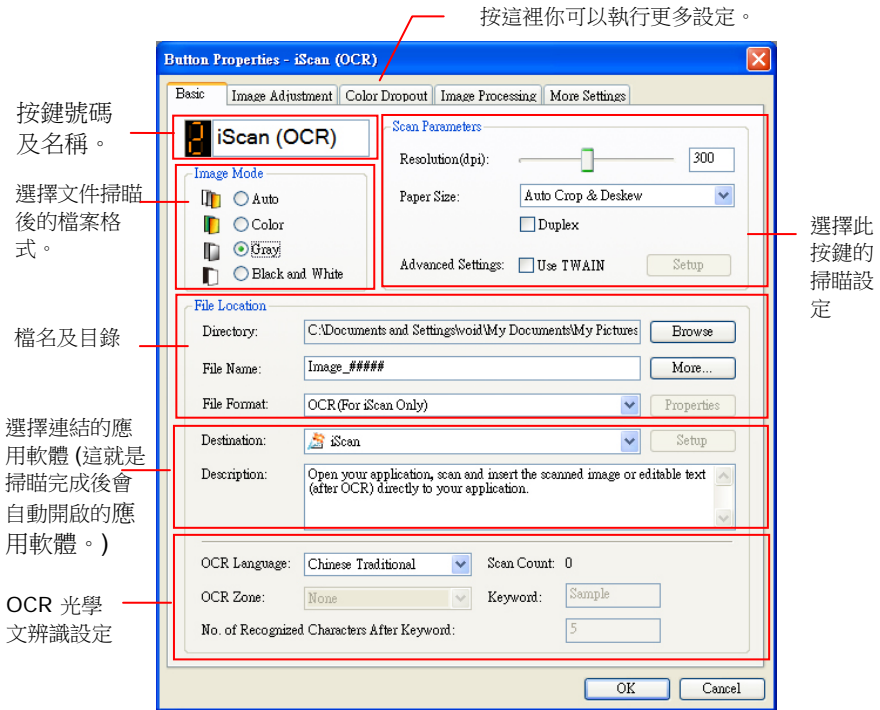 按這裡你可以執行更多設定。
Button Properties - iScan (OCR)
Basic Image Adjustment Color Dropout Image Processing More Settings
按鍵號碼
及名稱。
2 iScan (OCR)
Scan Parameters
Resolution(dpi): 300
Paper Size: Auto Crop & Deskew
Duplex
Advanced Settings: Use TWAIN Setup
選擇此
按鍵的
掃瞄設
定
選擇文件掃瞄
後的檔案格
式。
Image Mode
Auto
Color
Gray
Black and White
檔名及目錄
File Location
Directory: C:\Documents and Settings\void\My Documents\My Pictures Browse
File Name: Image_##### More...
File Format: OCR(For iScan Only) Properties
選擇連結的應
用軟體 (這就是
掃瞄完成後會
自動開啟的應
用軟體。)
Destination: iScan Setup
Description: Open your application, scan and insert the scanned image or editable text
(after OCR) directly to your application.
OCR 光學
文辨識設定
OCR Language: Chinese Traditional Scan Count: 0
OCR Zone: None Keyword: Sample
No. of Recognized Characters After Keyword: 5
OK Cancel